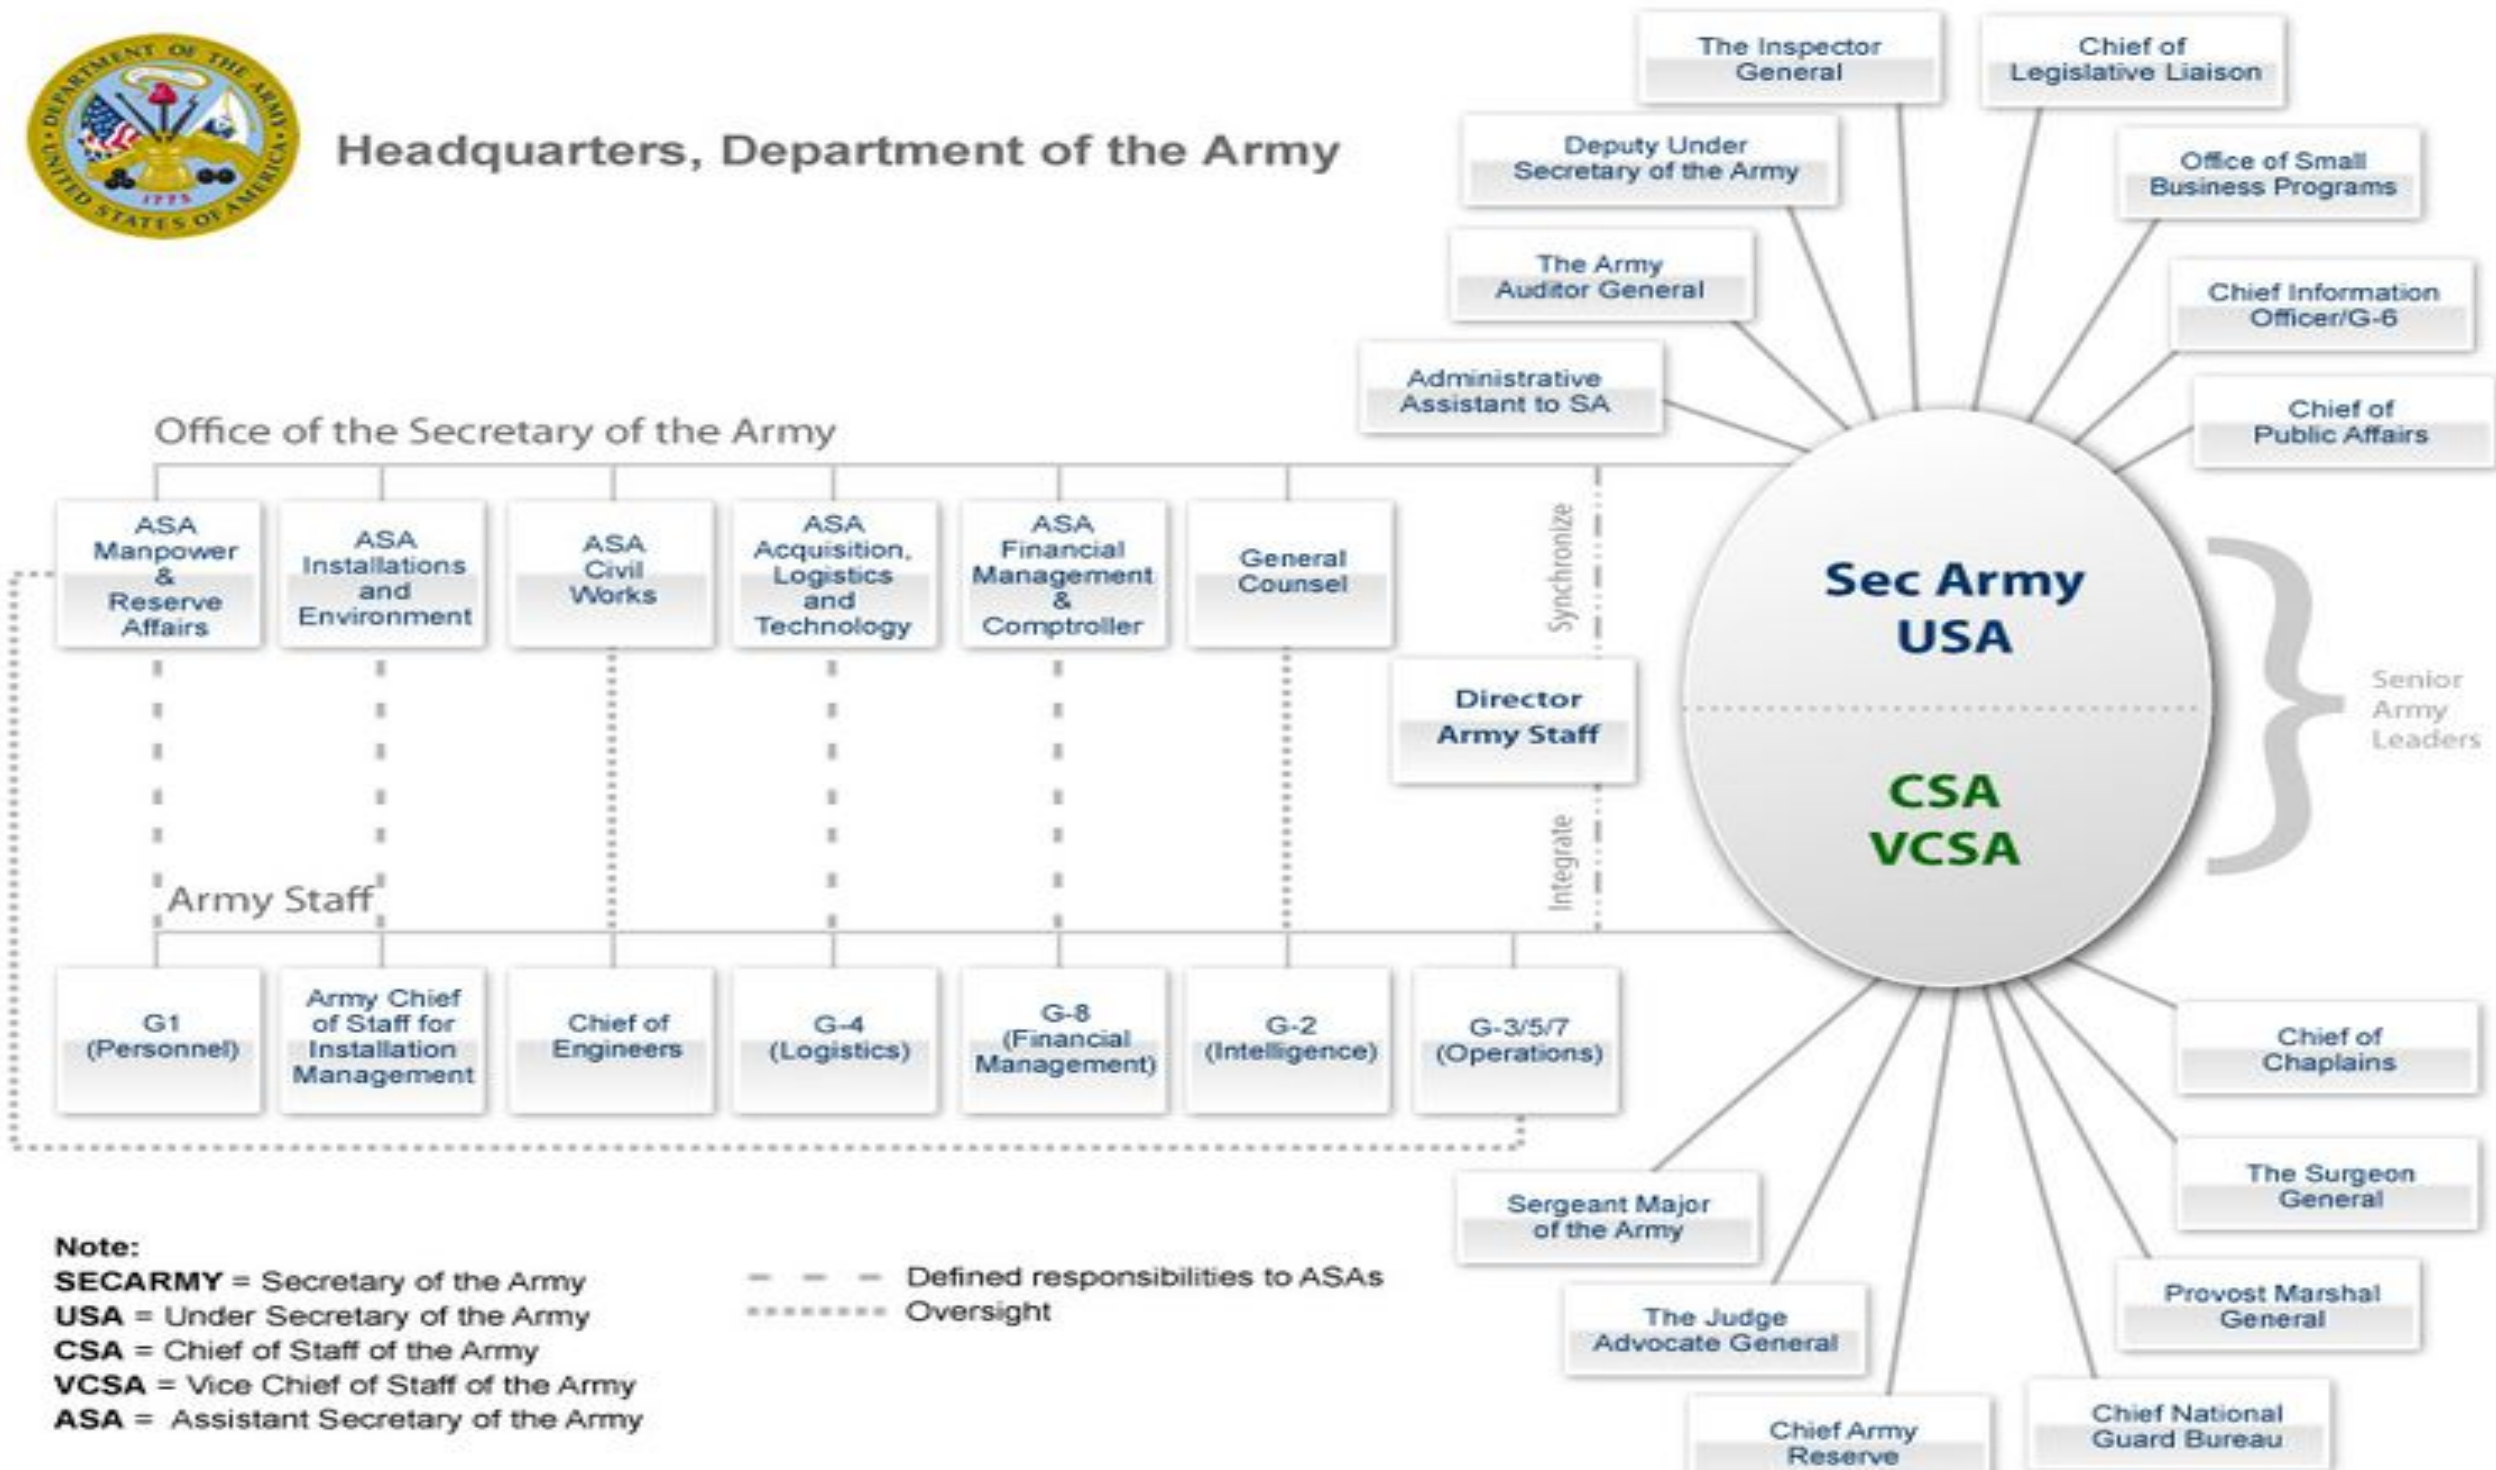 DEPARTMENT OF THE ARMY
UNITED STATES OF AMERICA
1775
Headquarters, Department of the Army
The Inspector
General
Chief of
Legislative Liaison
Deputy Under
Secretary of the Army
Office of Small
Business Programs
The Army
Auditor General
Chief Information
Officer/G-6
Administrative
Assistant to SA
Chief of
Public Affairs
Office of the Secretary of the Army
ASA
Manpower
&
Reserve
Affairs
ASA
Installations
and
Environment
ASA
Civil
Works
ASA
Acquisition,
Logistics
and
Technology
ASA
Financial
Management
&
Comptroller
General
Counsel
Synchronize
Director
Army Staff
Integrate
Sec Army
USA
CSA
VCSA
Senior
Army
Leaders
Army Staff
G1
(Personnel)
Army Chief
of Staff for
Installation
Management
Chief of
Engineers
G-4
(Logistics)
G-8
(Financial
Management)
G-2
(Intelligence)
G-3/5/7
(Operations)
Chief of
Chaplains
The Surgeon
General
Provost Marshal
General
Chief National
Guard Bureau
Chief Army
Reserve
The Judge
Advocate General
Sergeant Major
of the Army
Note:
SECARMY = Secretary of the Army
USA = Under Secretary of the Army
CSA = Chief of Staff of the Army
VCSA = Vice Chief of Staff of the Army
ASA = Assistant Secretary of the Army
Defined responsibilities to ASAs
Oversight